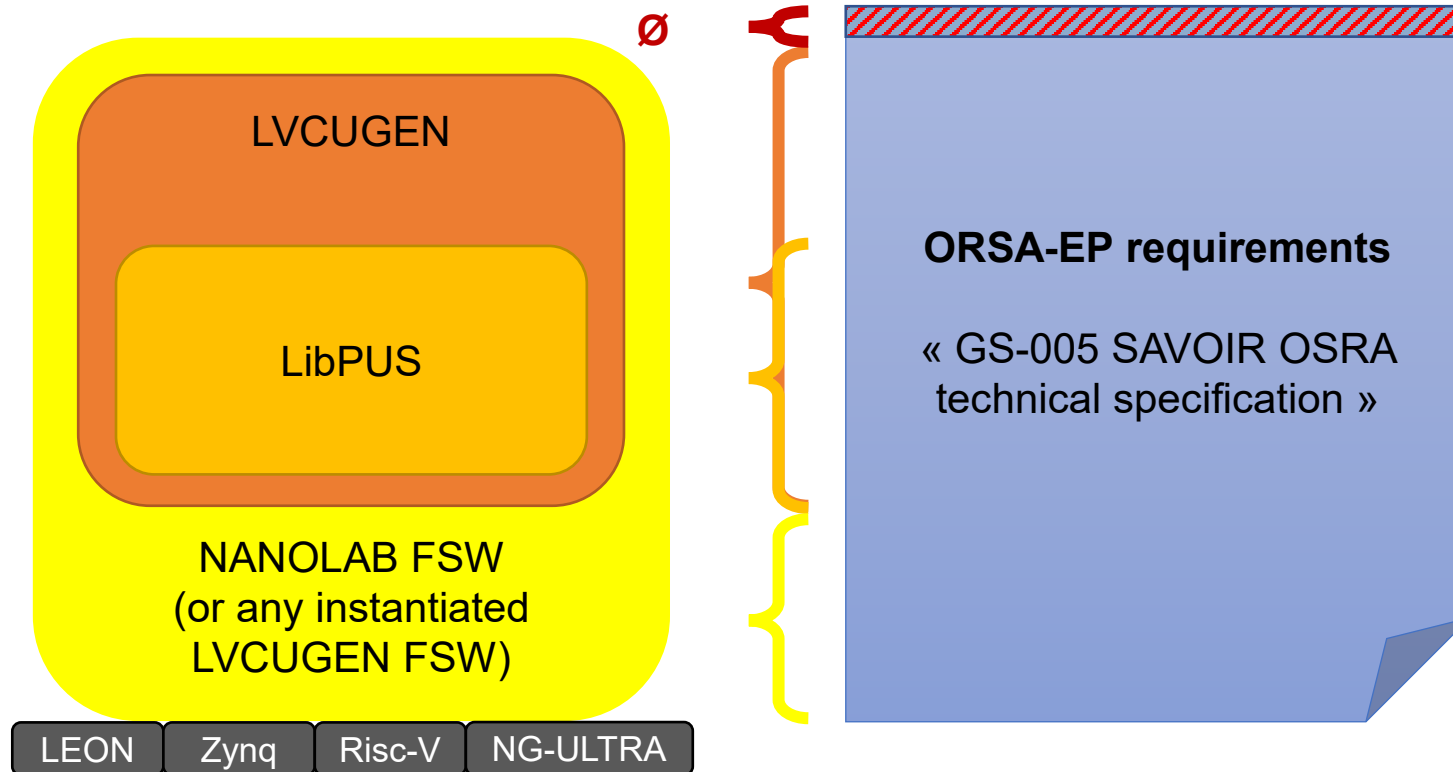 Ø
LVCUGEN
LibPUS
NANOLAB FSW
(or any instantiated
LVCUGEN FSW)
LEON
Zynq
Risc-V
NG-ULTRA
ORSA-EP requirements
« GS-005 SAVOIR OSRA
technical specification »